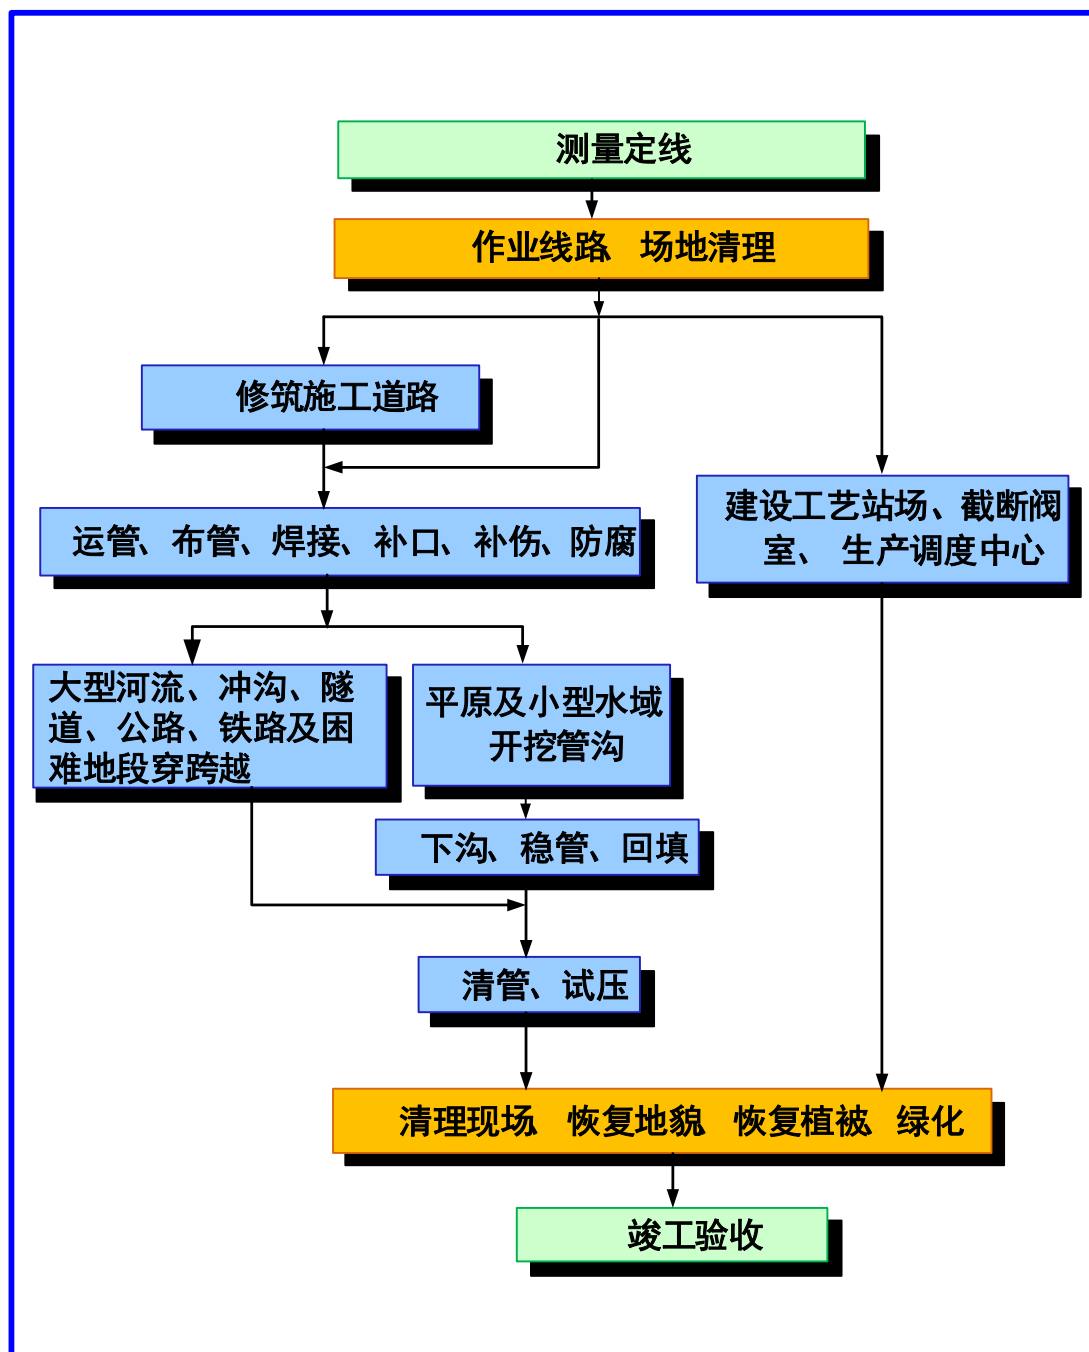 测量定线
作业线路 场地清理
修筑施工道路
建设工艺站场、截断阀
室、 生产调度中心
运管、布管、焊接、补口、补伤、防腐
大型河流、冲沟、隧
道、公路、铁路及困
难地段穿跨越
平原及小型水域
开挖管沟
下沟、稳管、回填
清管、试压
清理现场 恢复地貌 恢复植被 绿化
竣工验收